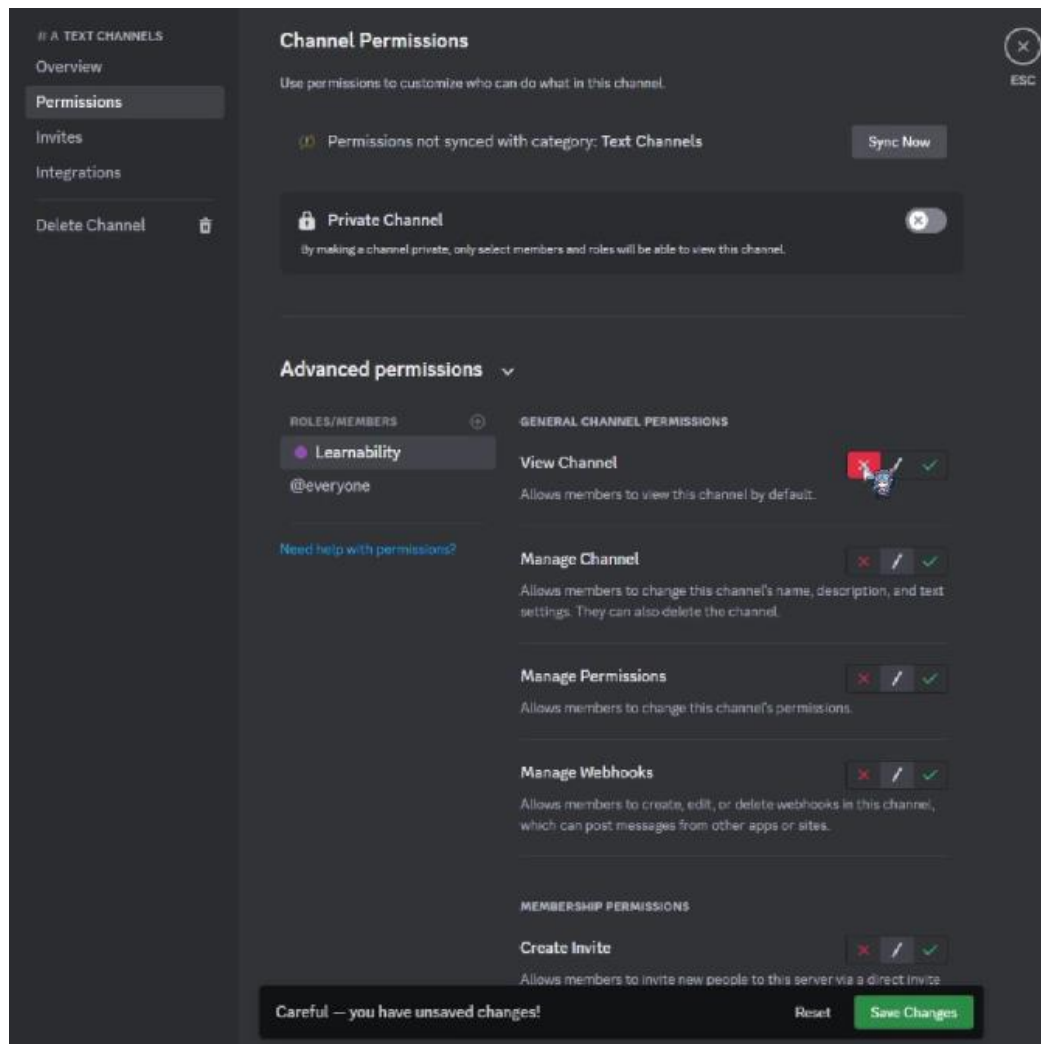 # A TEXT CHANNELS
Overview
Permissions
Invites
Integrations
Delete Channel
Channel Permissions
Use permissions to customize who can do what in this channel.
Permissions not synced with category: Text Channels
Sync Now
Private Channel
By making a channel private, only select members and roles will be able to view this channel.
ESC
Advanced permissions
ROLES/MEMBERS
Learnability
@everyone
Need help with permissions?
GENERAL CHANNEL PERMISSIONS
View Channel
Allows members to view this channel by default.
Manage Channel
Allows members to change this channel's name, description, and text
settings. They can also delete the channel.
Manage Permissions
Allows members to change this channel's permissions.
Manage Webhooks
Allows members to create, edit, or delete webhooks in this channel,
which can post messages from other apps or sites.
MEMBERSHIP PERMISSIONS
Create Invite
Allows members to invite new people to this server via a direct invite
Careful — you have unsaved changes!
Reset
Save Changes